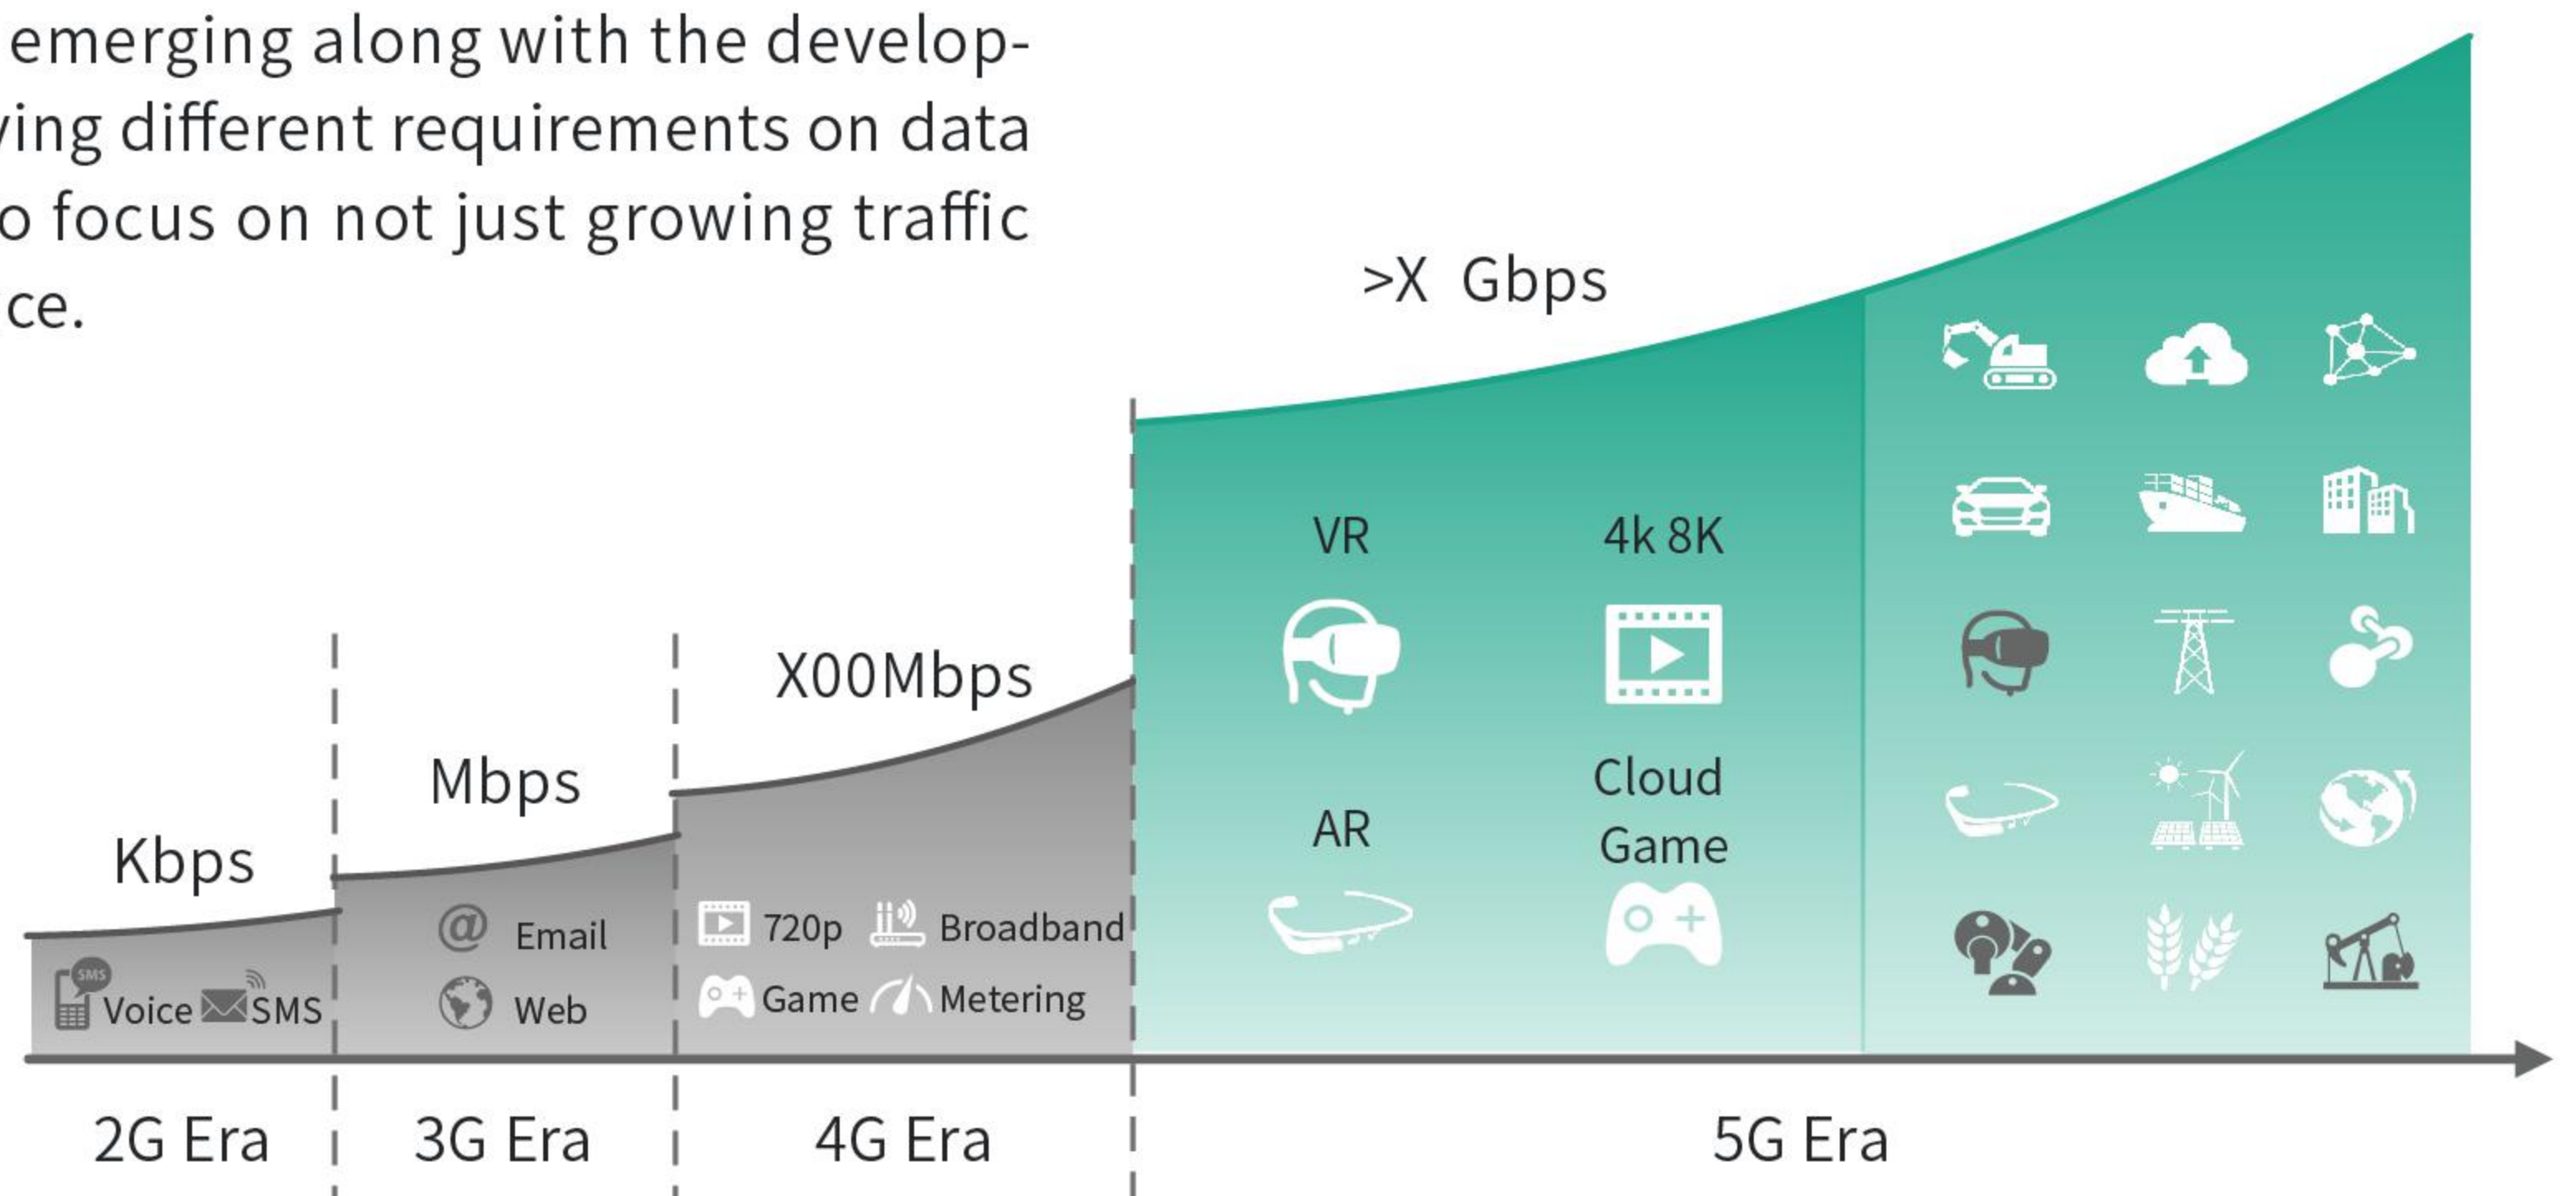 emerging along with the develop-
ving different requirements on data
o focus on not just growing traffic
ce.
>X Gbps
X00Mbps
Mbps
Kbps
VR
4k 8K
AR
Cloud
Game
SMS
Voice
SMS
@
Email
Web
720p
Broadband
Game
Metering
2G Era
3G Era
4G Era
5G Era